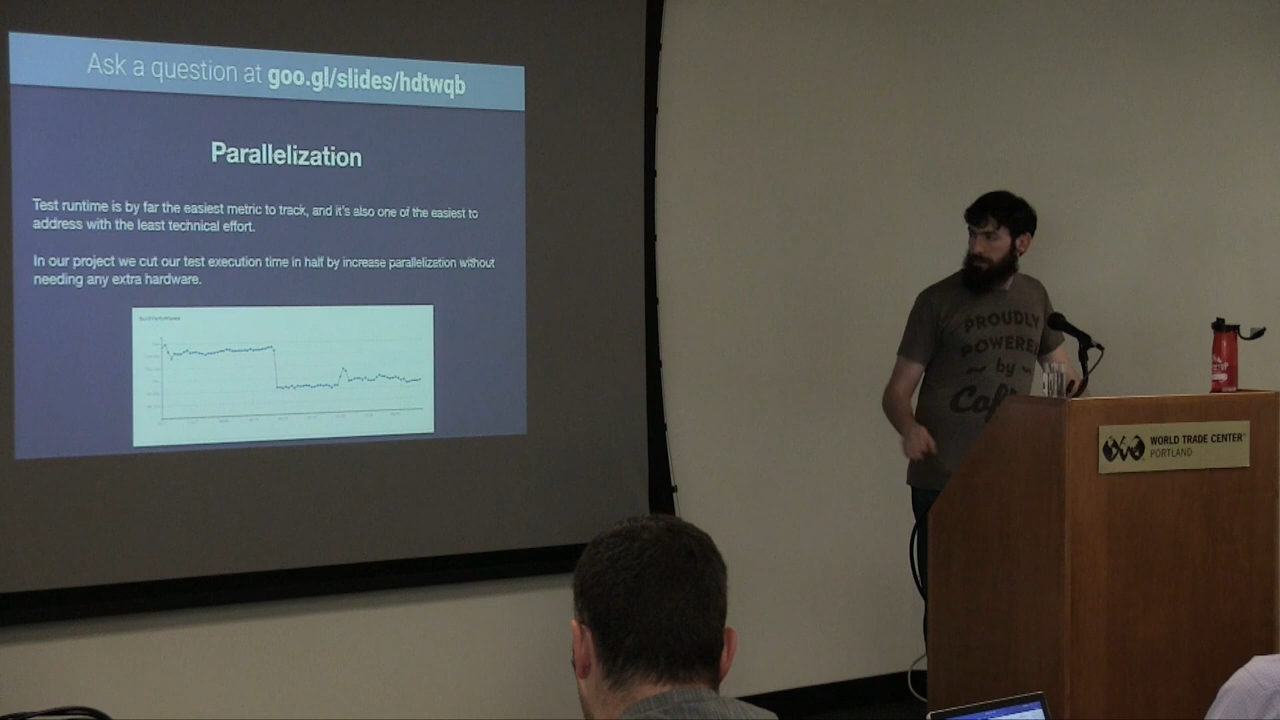 Ask a question at goo.gl/slides/hdtwqb
Parallelization
Test runtime is by far the easiest metric to track, and it's also one of the easiest to
address with the least technical effort.
In our project we cut our test execution time in half by increase parallelization without
needing any extra hardware.
PROUDLY
POWERED
~ by ~
WORLD TRADE CENTER
PORTLAND